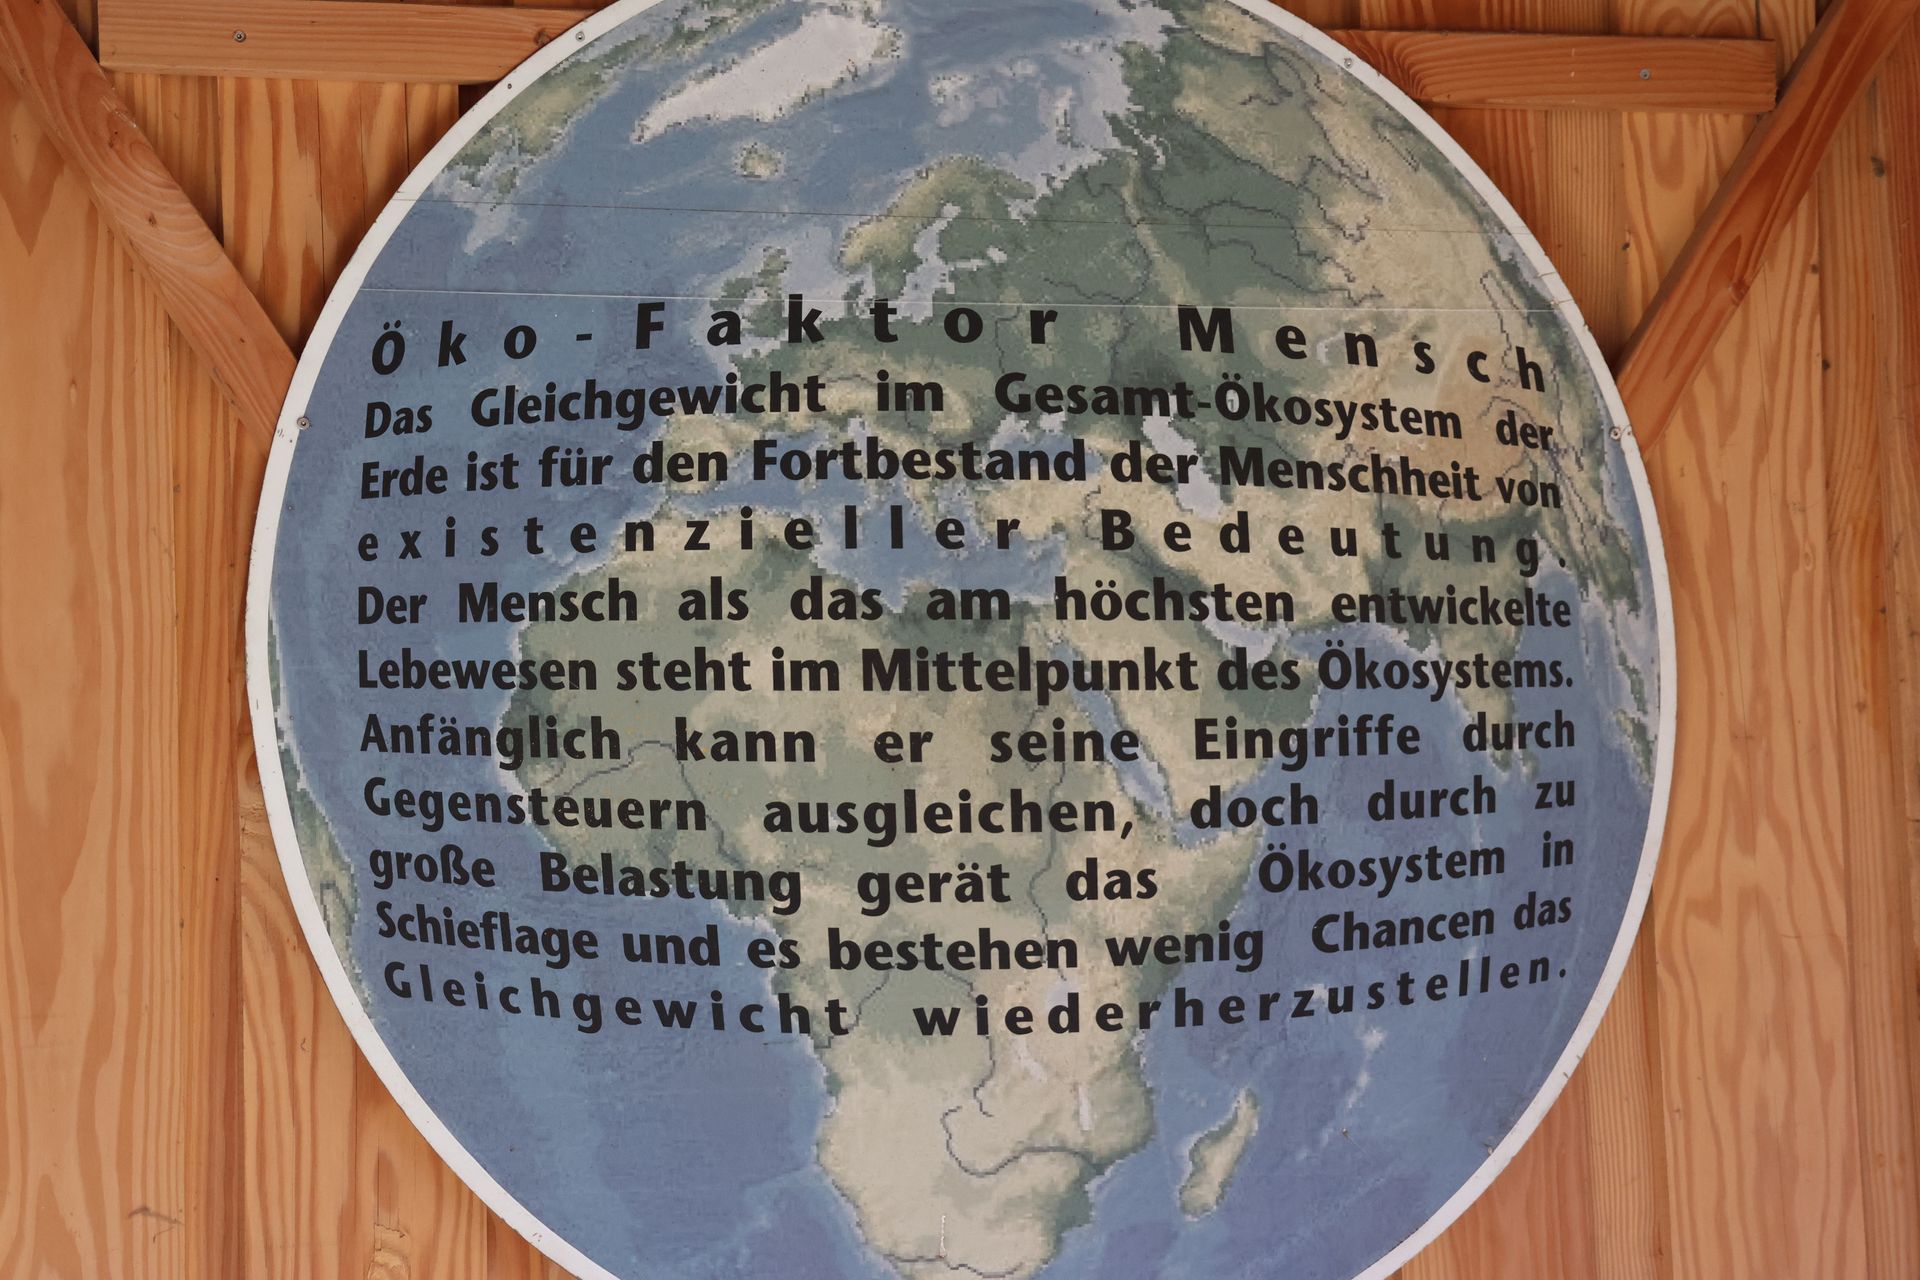 Öko-Faktor Mensch
Das Gleichgewicht im Gesamt-Ökosystem der
Erde ist für den Fortbestand der Menschheit von
existenzieller Bedeutung.
Der Mensch als das am höchsten entwickelte
Lebewesen steht im Mittelpunkt des Ökosystems.
Anfänglich kann er seine Eingriffe durch
Gegensteuern ausgleichen, doch durch zu
große Belastung gerät das Ökosystem in
Schieflage und es bestehen wenig Chancen das
Gleichgewicht wiederherzustellen.